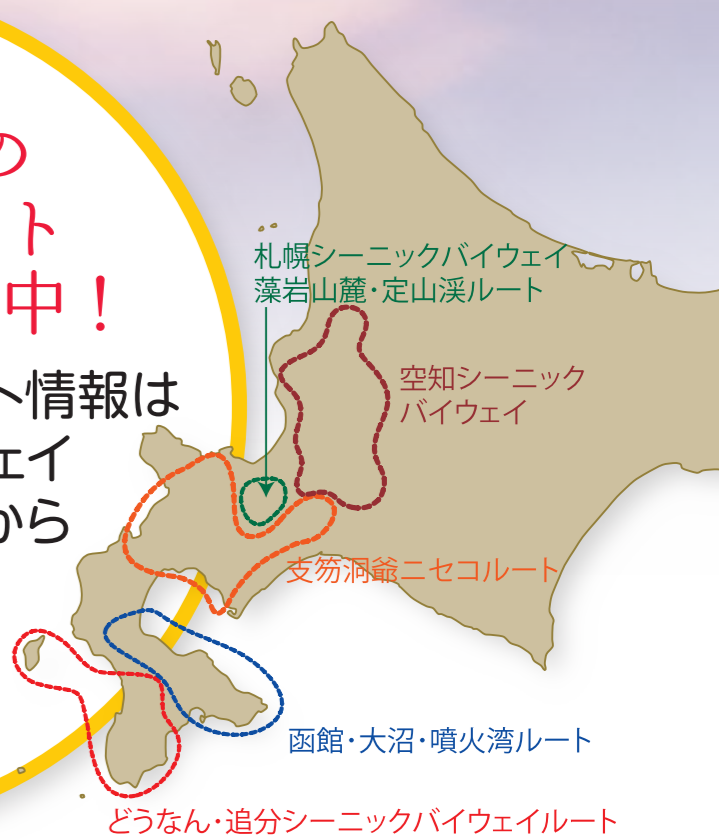 の
ト
中！
ト情報は
ェイ
から
札幌シーニックバイウェイ
藻岩山麓・定山渓ルート
空知シーニック
バイウェイ
支笏洞爺ニセコルート
函館・大沼・噴火湾ルート
どうなん・追分シーニックバイウェイルート